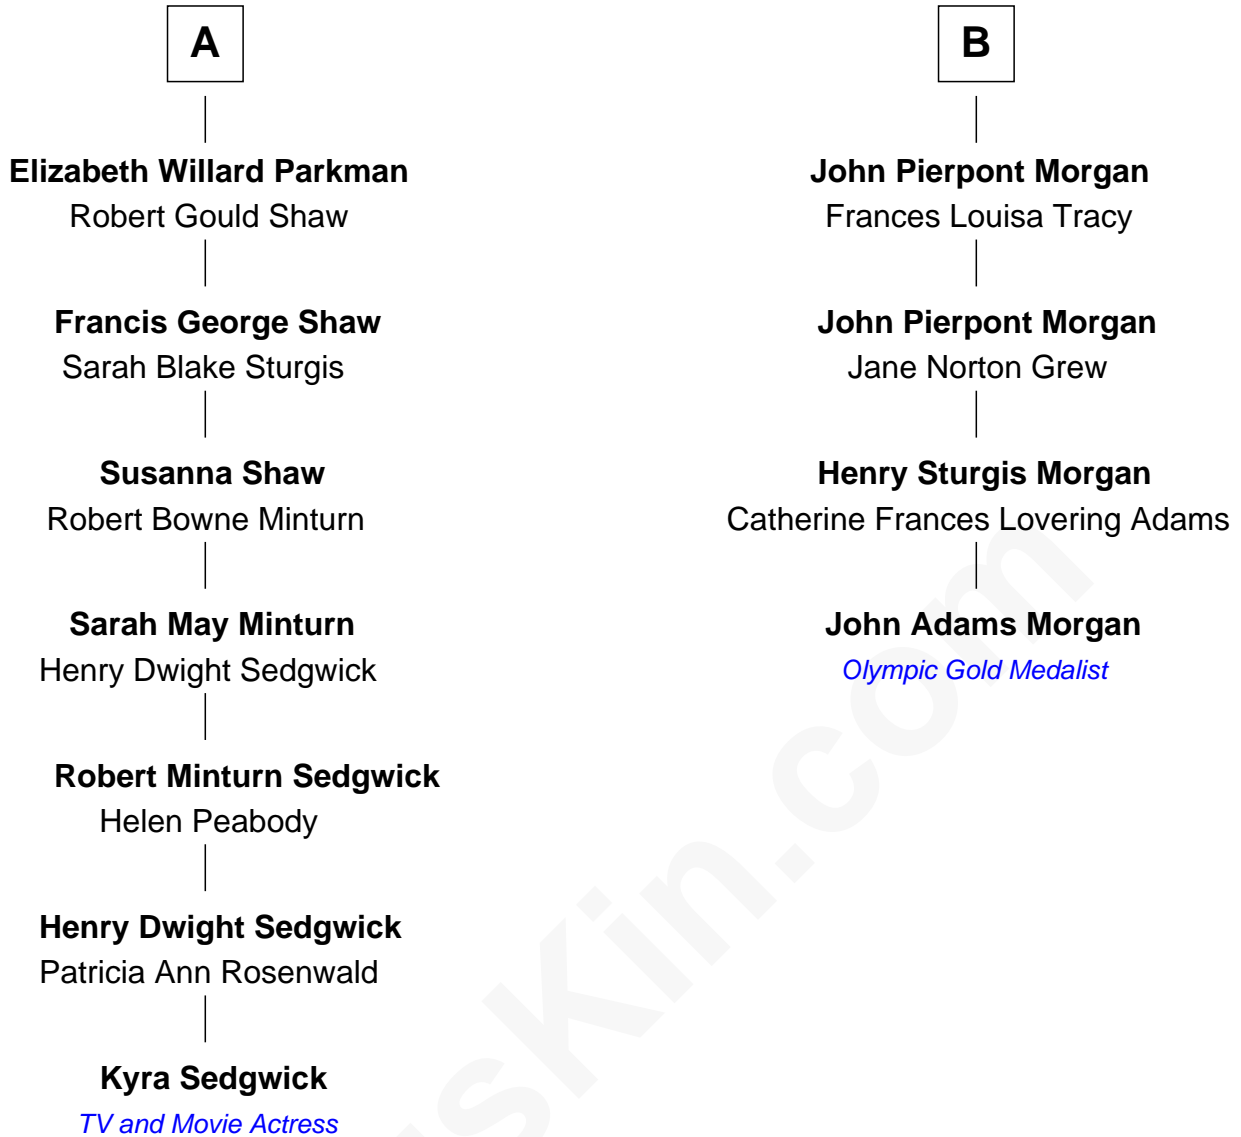 A
Elizabeth Willard Parkman
Robert Gould Shaw
Francis George Shaw
Sarah Blake Sturgis
Susanna Shaw
Robert Bowne Minturn
Sarah May Minturn
Henry Dwight Sedgwick
Robert Minturn Sedgwick
Helen Peabody
Henry Dwight Sedgwick
Patricia Ann Rosenwald
Kyra Sedgwick
TV and Movie Actress
B
John Pierpont Morgan
Frances Louisa Tracy
John Pierpont Morgan
Jane Norton Grew
Henry Sturgis Morgan
Catherine Frances Lovering Adams
John Adams Morgan
Olympic Gold Medalist
sKin.com